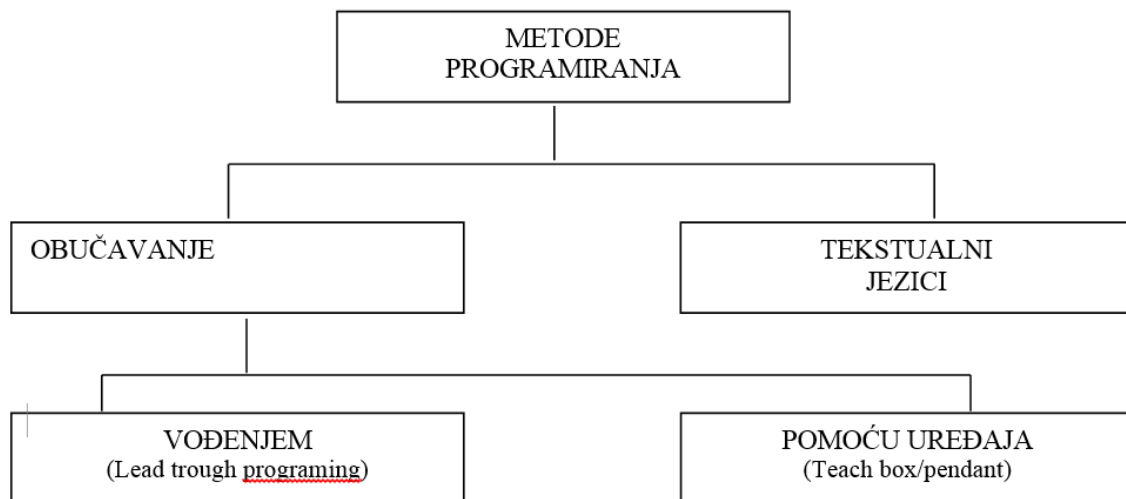 METODE
PROGRAMIRANJA
OBUČAVANJE
TEKSTUALNI
JEZICI
VOĐENJEM
(Lead trough programing)
POMOĆU UREĐAJA
(Teach box/pendant)